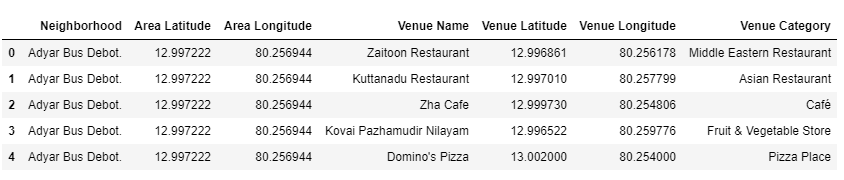 Neighborhood Area Latitude Area Longitude Venue Name Venue Latitude Venue Longitude Venue Category
0 Adyar Bus Debot. 12.997222 80.256944 Zaitoon Restaurant 12.996861 80.256178 Middle Eastern Restaurant
1 Adyar Bus Debot. 12.997222 80.256944 Kuttanadu Restaurant 12.997010 80.257799 Asian Restaurant
2 Adyar Bus Debot. 12.997222 80.256944 Zha Cafe 12.999730 80.254806 Café
3 Adyar Bus Debot. 12.997222 80.256944 Kovai Pazhamudir Nilayam 12.996522 80.259776 Fruit & Vegetable Store
4 Adyar Bus Debot. 12.997222 80.256944 Domino's Pizza 13.002000 80.254000 Pizza Place